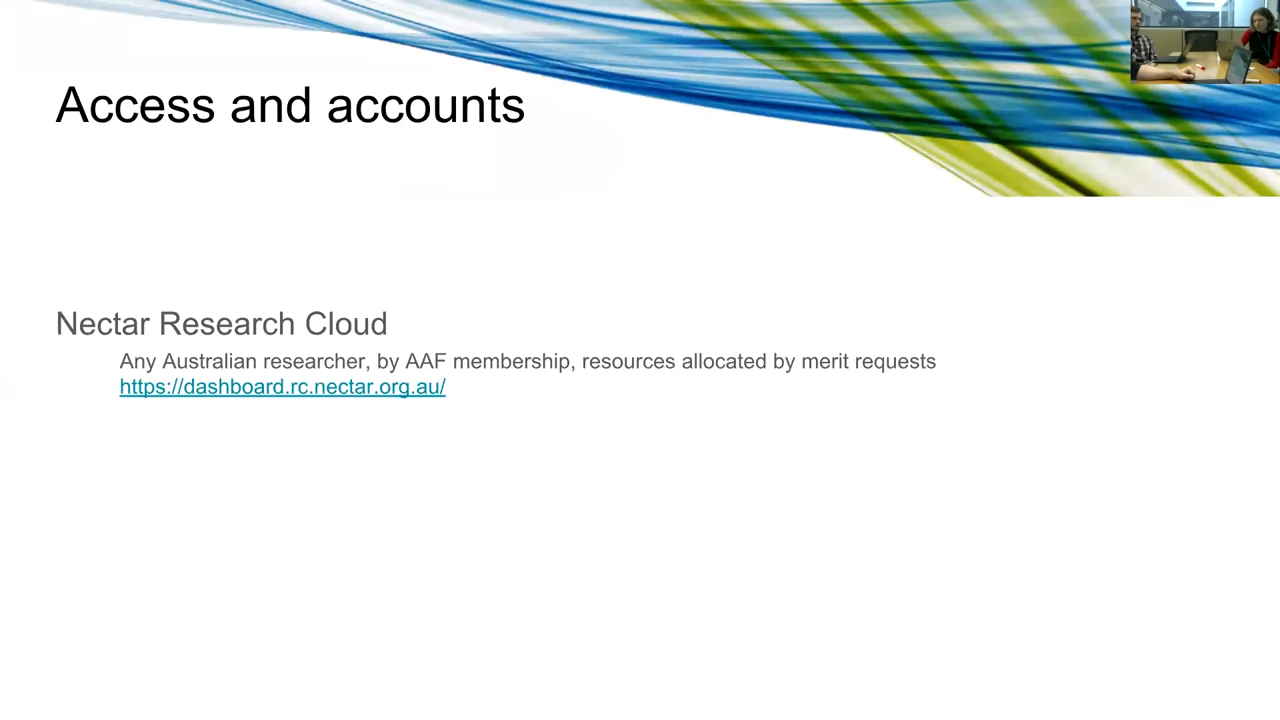 Access and accounts
Nectar Research Cloud
Any Australian researcher, by AAF membership, resources allocated by merit requests
https://dashboard.rc.nectar.org.au/